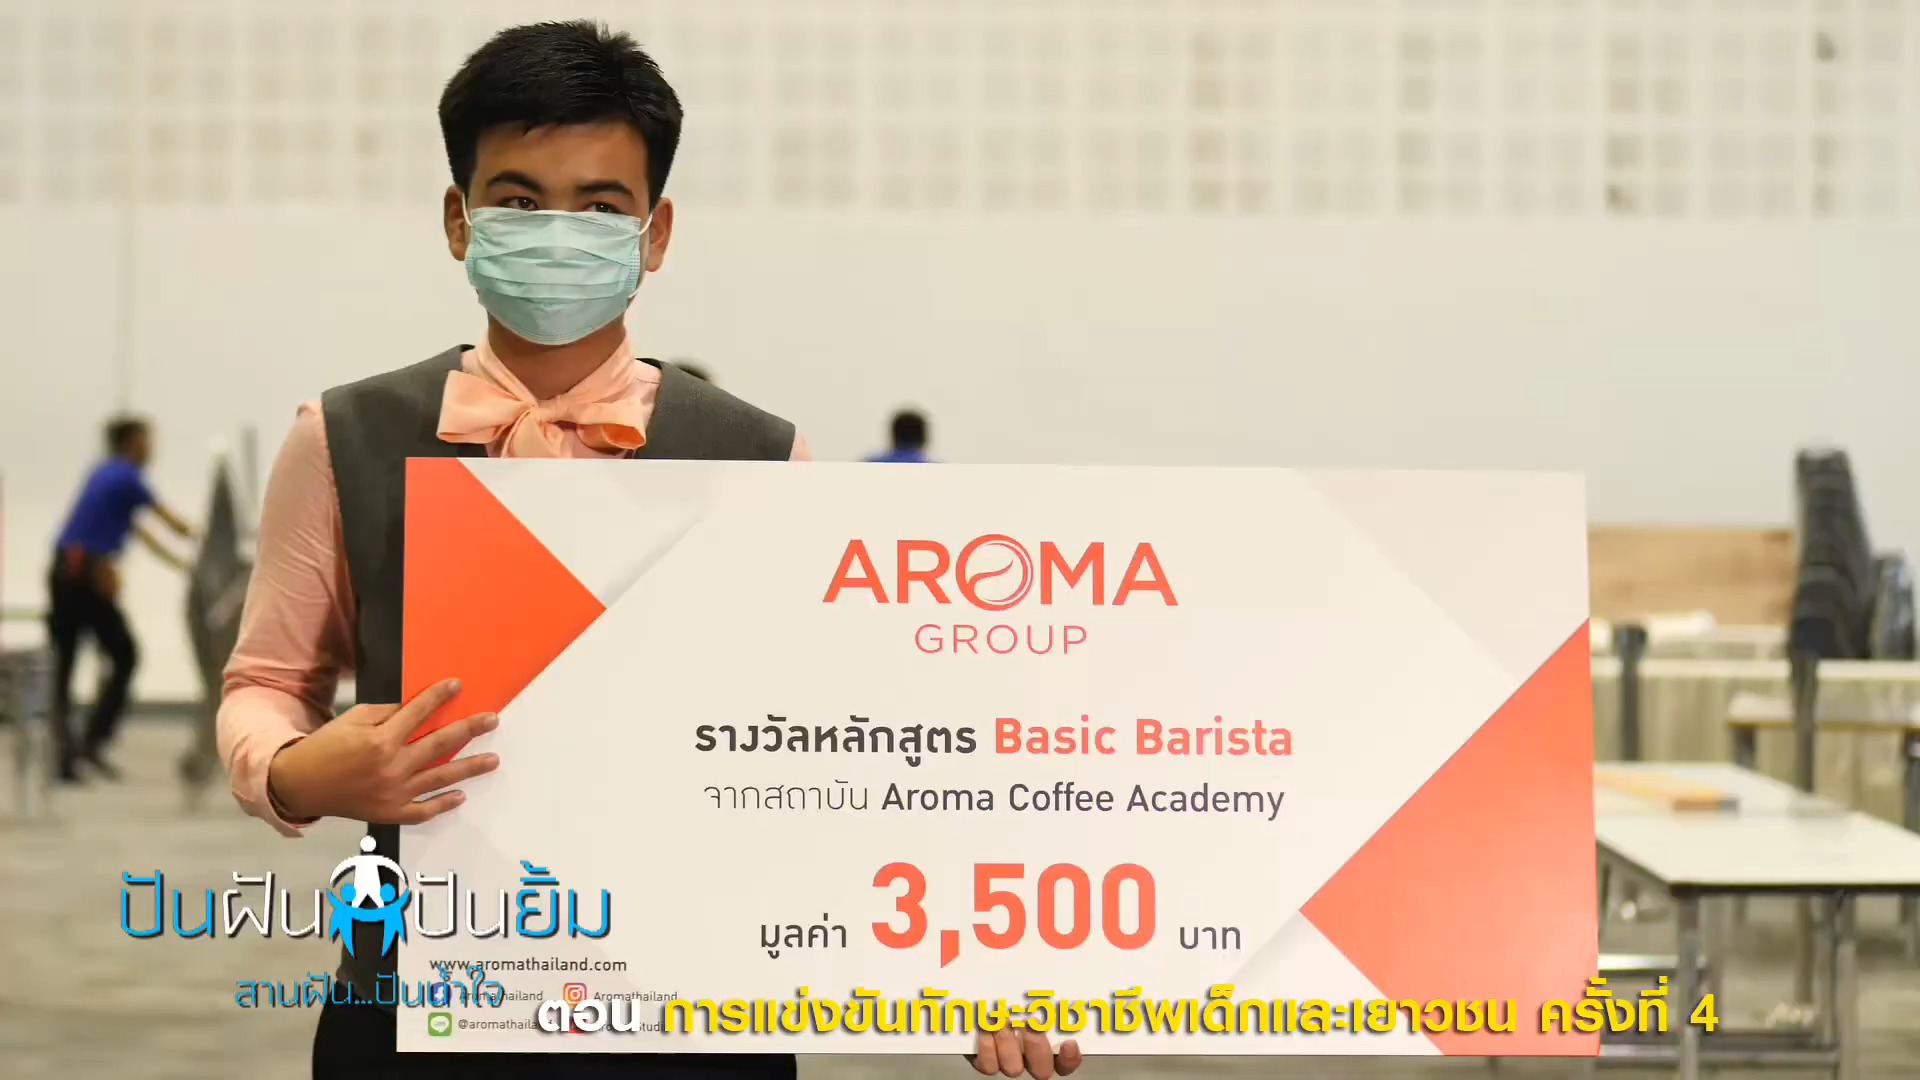 AROMA
GROUP
รางวัลหลักสูตร Basic Barista
จากสถาบัน Aroma Coffee Academy
มูลค่า 3,500 บาท
ปันฝันปันยิ้ม
สานฝัน...ปันน้ำใจ
www.aromathailand.com
Aromathailand
@aromathail
ตอน การแข่งขันทักษะวิชาชีพเด็กและเยาวชน ครั้งที่ 4